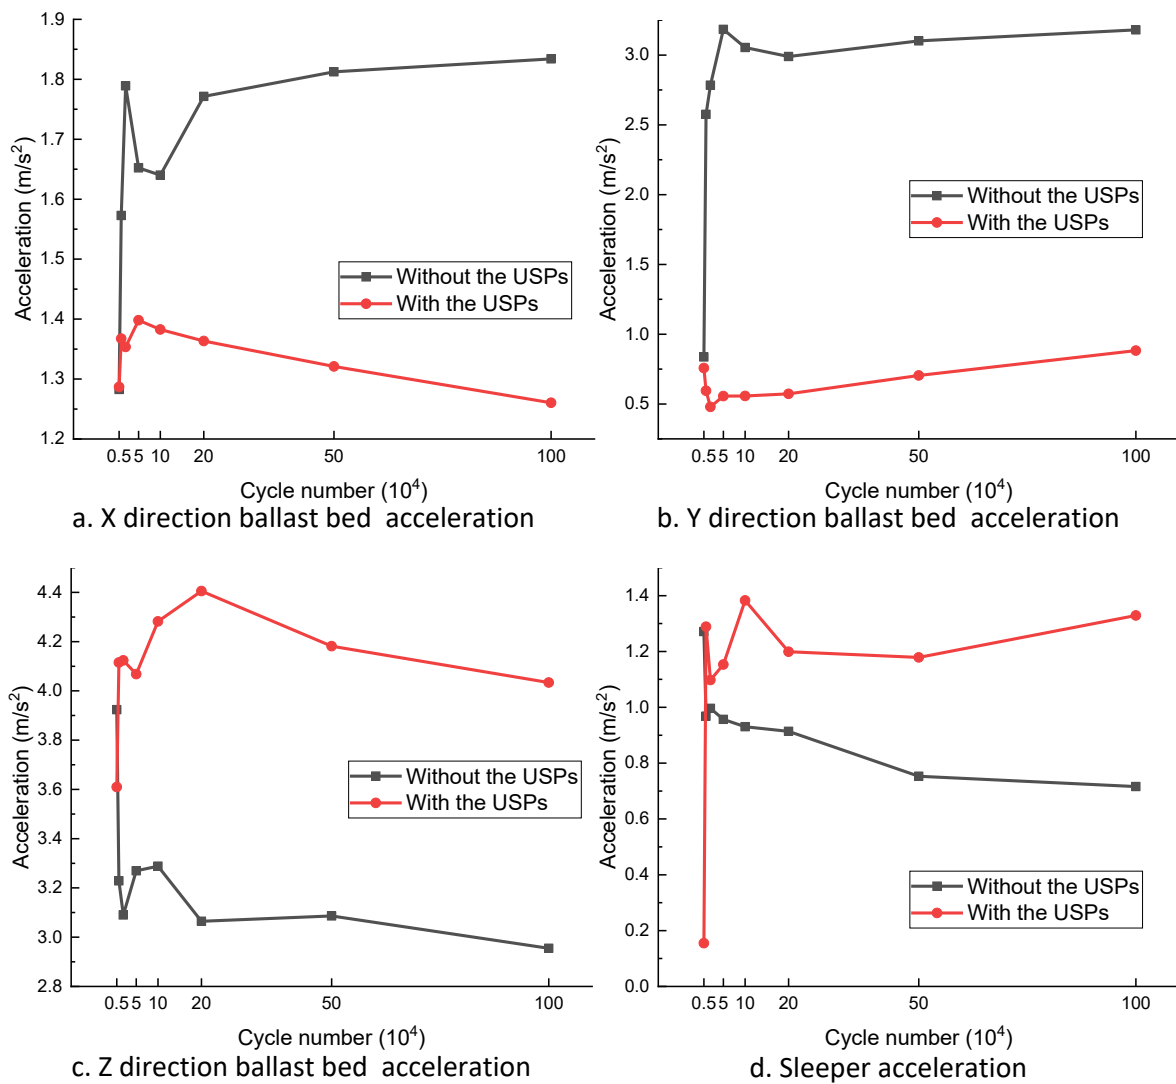 1.9
1.8
1.7
1.6
1.5
1.4
1.3
1.2
Acceleration (m/s²)
Without the USPs
With the USPs
0.5 5 10 20 50 100
Cycle number (10⁴)
a. X direction ballast bed acceleration
3.0
2.5
2.0
1.5
1.0
0.5
Acceleration (m/s²)
Without the USPs
With the USPs
0.5 5 10 20 50 100
Cycle number (10⁴)
b. Y direction ballast bed acceleration
4.4
4.2
4.0
3.8
3.6
3.4
3.2
3.0
2.8
Acceleration (m/s²)
Without the USPs
With the USPs
0.5 5 10 20 50 100
Cycle number (10⁴)
c. Z direction ballast bed acceleration
1.4
1.2
1.0
0.8
0.6
0.4
0.2
0.0
Acceleration (m/s²)
Without the USPs
With the USPs
0.5 5 10 20 50 100
Cycle number (10⁴)
d. Sleeper acceleration